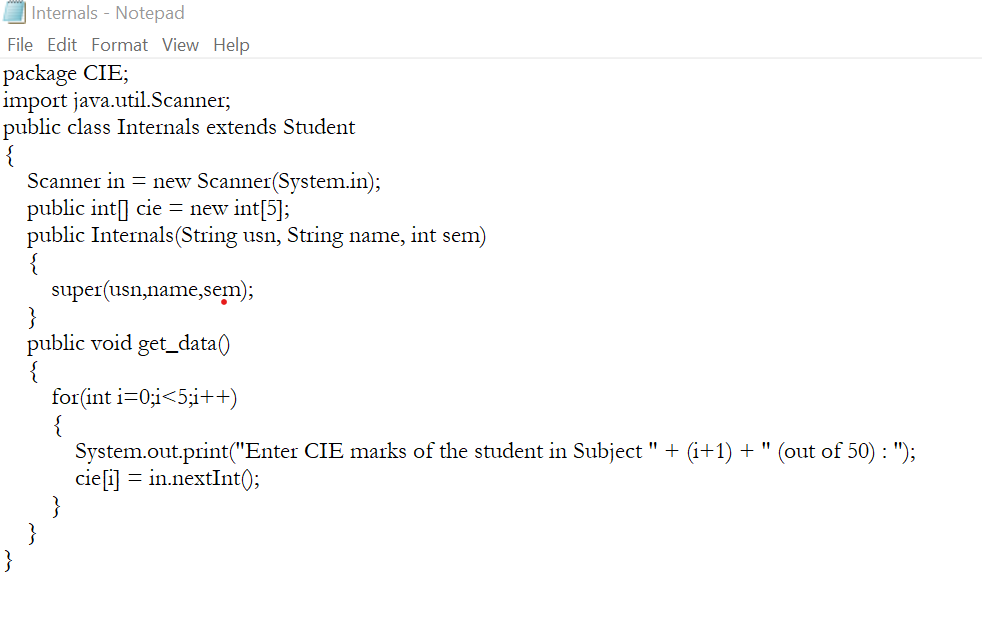 Internals - Notepad
File Edit Format View Help
package CIE;
import java.util.Scanner;
public class Internals extends Student
{
    Scanner in = new Scanner(System.in);
    public int[] cie = new int[5];
    public Internals(String usn, String name, int sem)
    {
        super(usn,name,sem);
    }
    public void get_data()
    {
        for(int i=0;i<5;i++)
        {
            System.out.print("Enter CIE marks of the student in Subject " + (i+1) + " (out of 50) : ");
            cie[i] = in.nextInt();
        }
    }
}